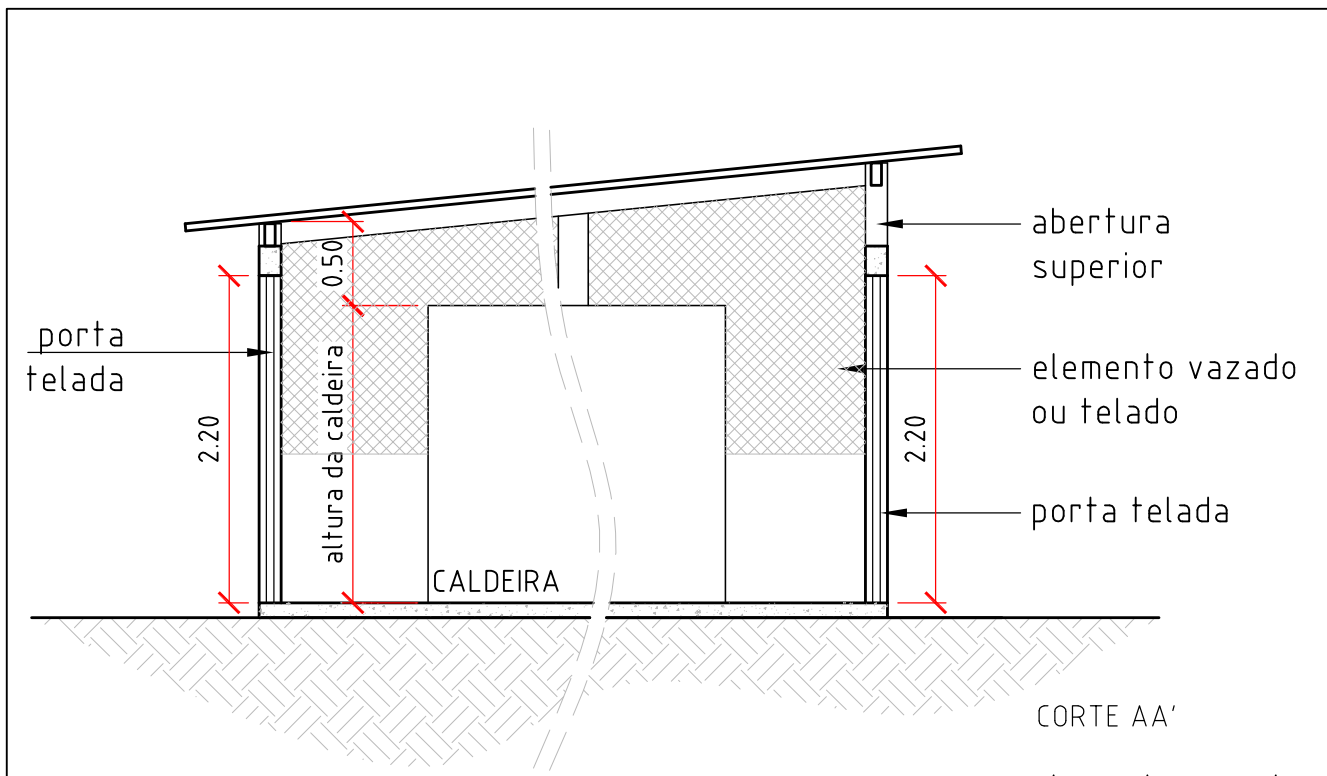 abertura
superior
0.50
porta
telada
altura da caldeira
elemento vazado
ou telado
2.20
2.20
porta telada
CALDEIRA
CORTE AA'